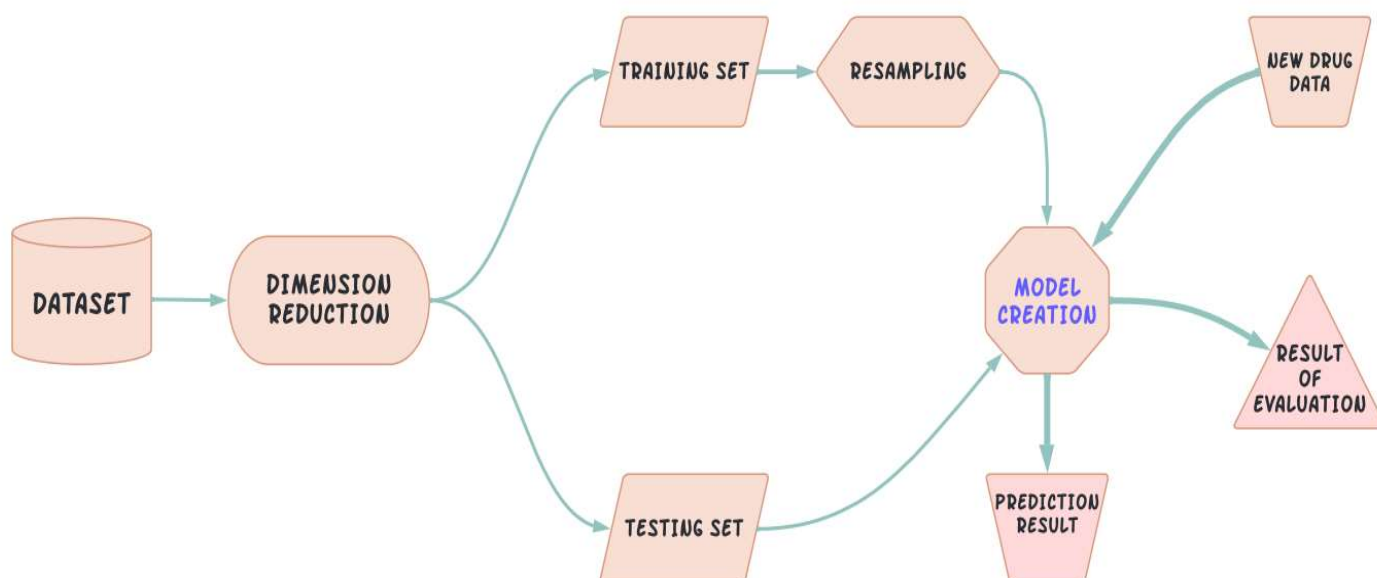 TRAINING SET
RESAMPLING
NEW DRUG
DATA
DATASET
DIMENSION
REDUCTION
MODEL
CREATION
RESULT
OF
EVALUATION
TESTING SET
PREDICTION
RESULT